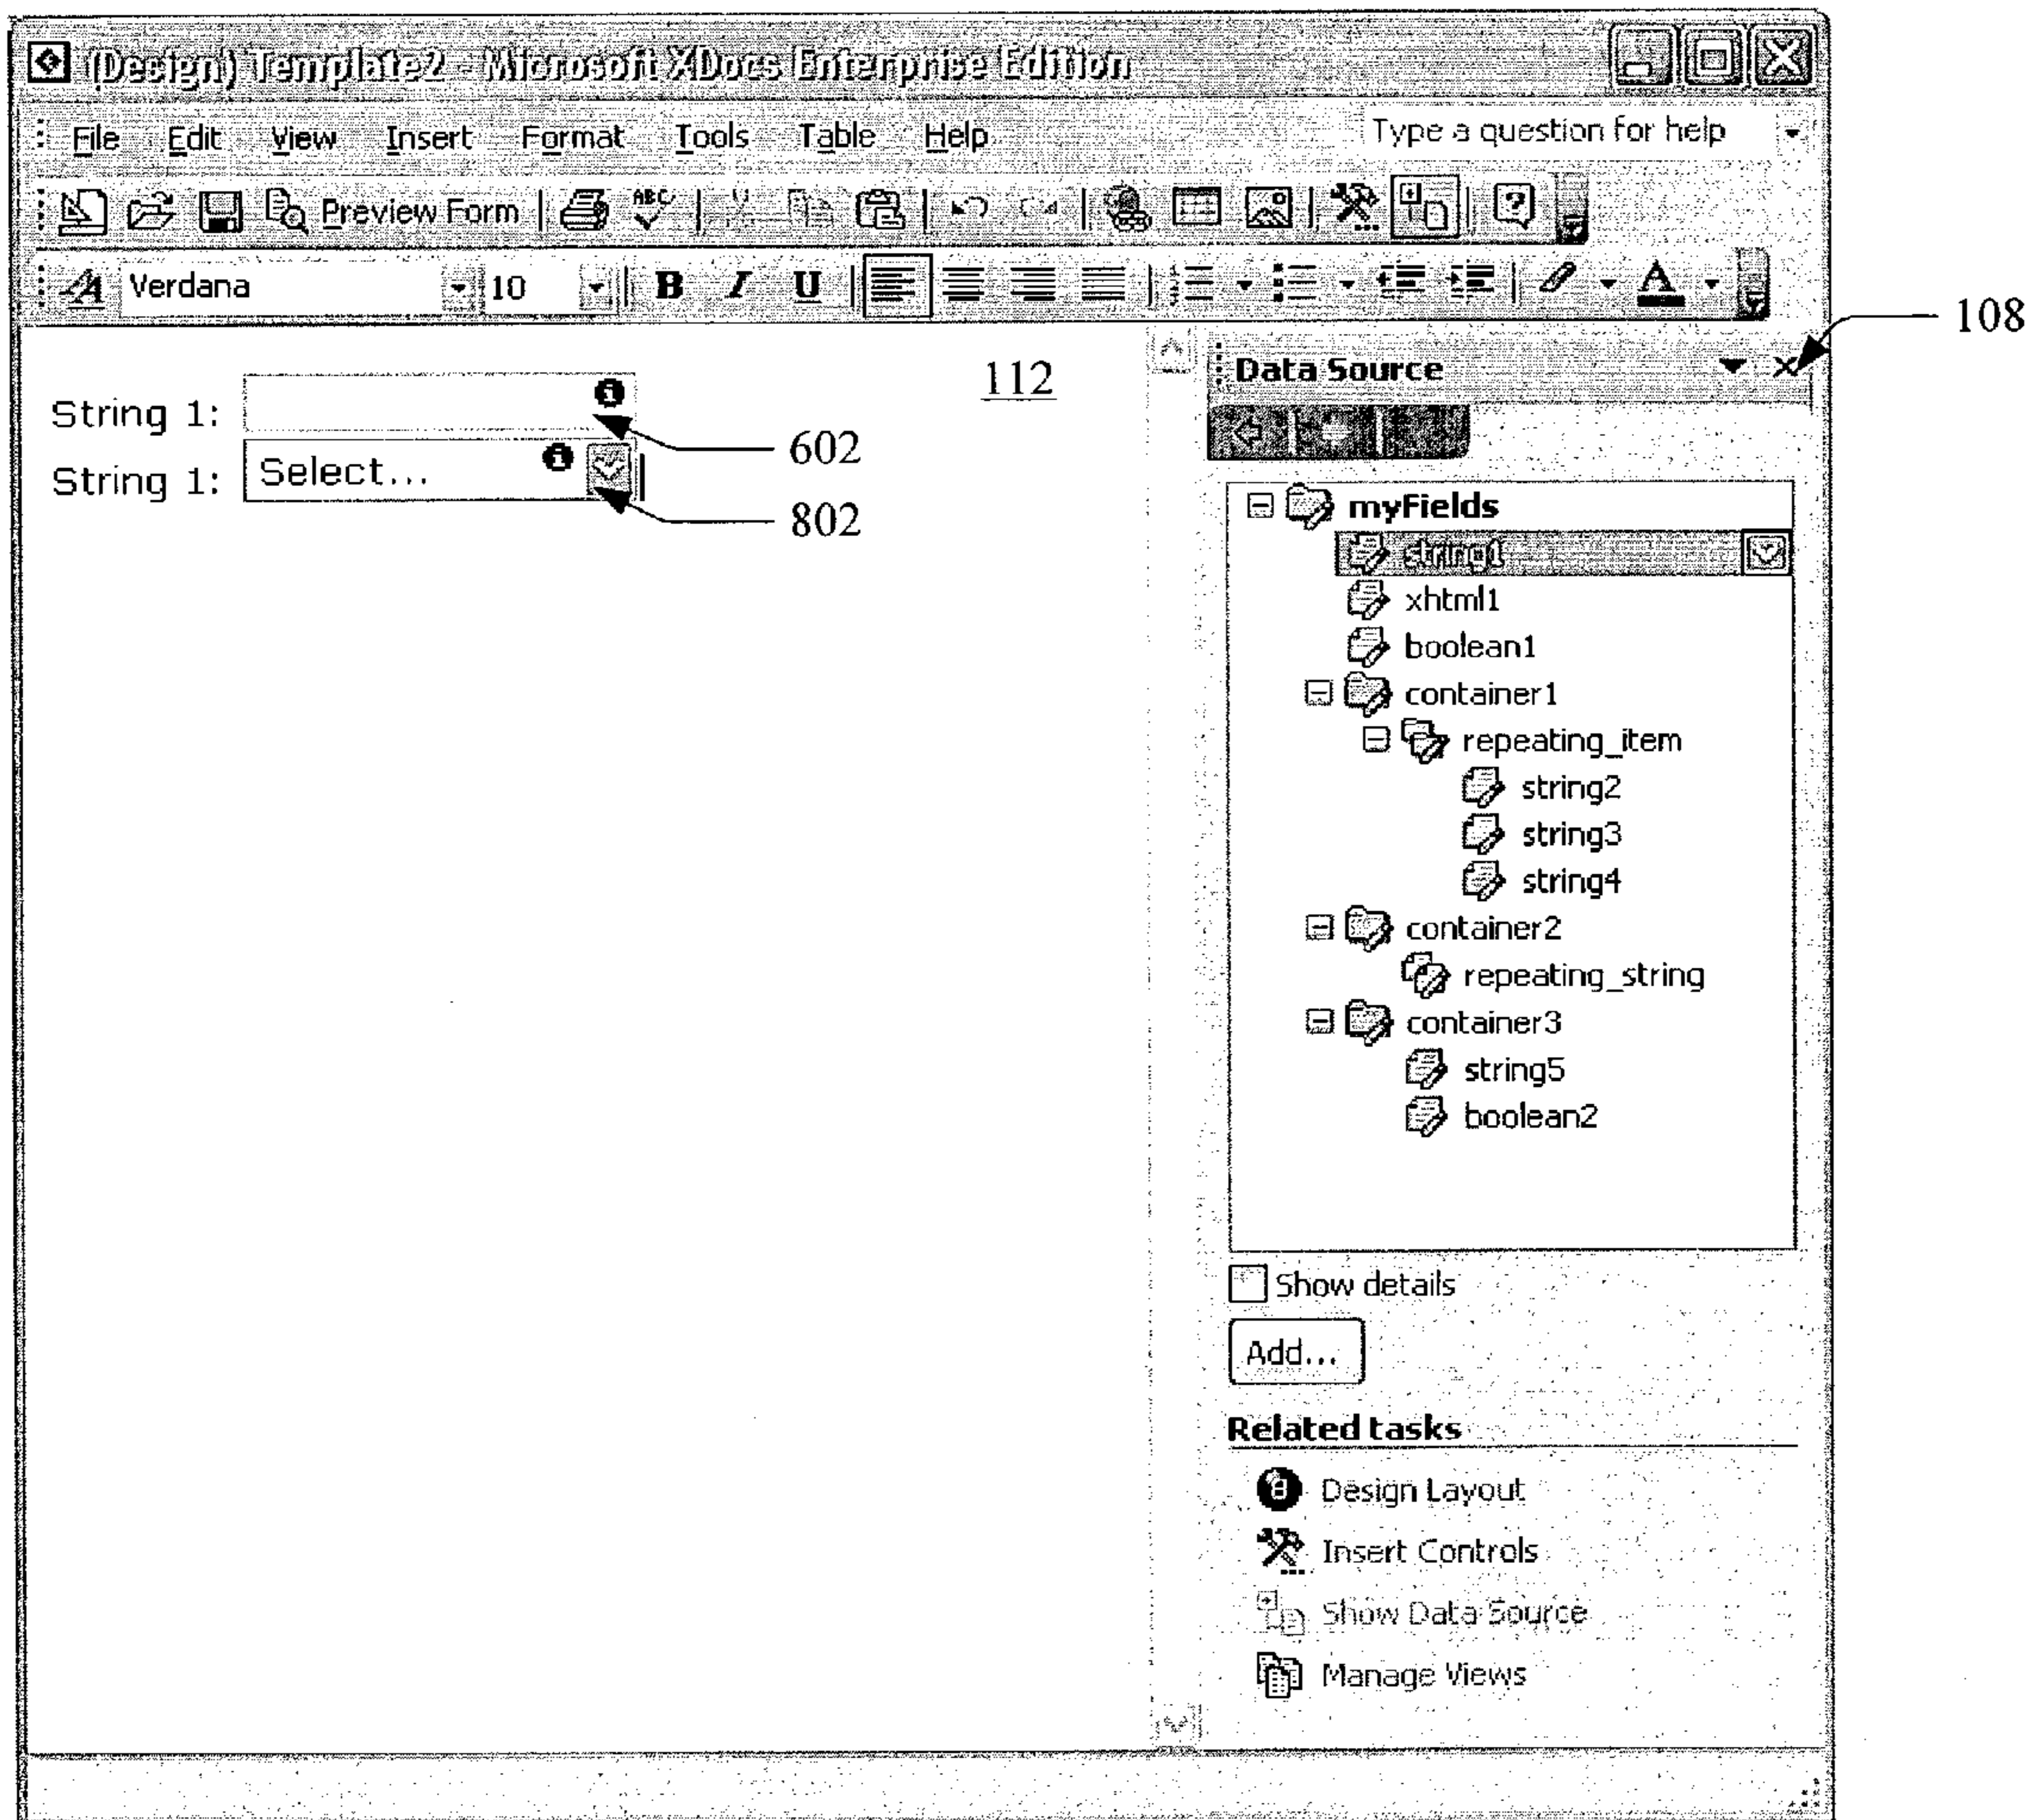 (Design) Template2 - Microsoft XDocs Enterprise Edition
File Edit View Insert Format Tools Table Help Type a question for help
Preview Form ABC
A Verdana 10 B I U A
108
Data Source
112
String 1:
602
String 1: Select...
802
myFields
string1
xhtml1
boolean1
container1
repeating_item
string2
string3
string4
container2
repeating_string
container3
string5
boolean2
Show details
Add...
Related tasks
Design Layout
Insert Controls
Show Data Source
Manage Views